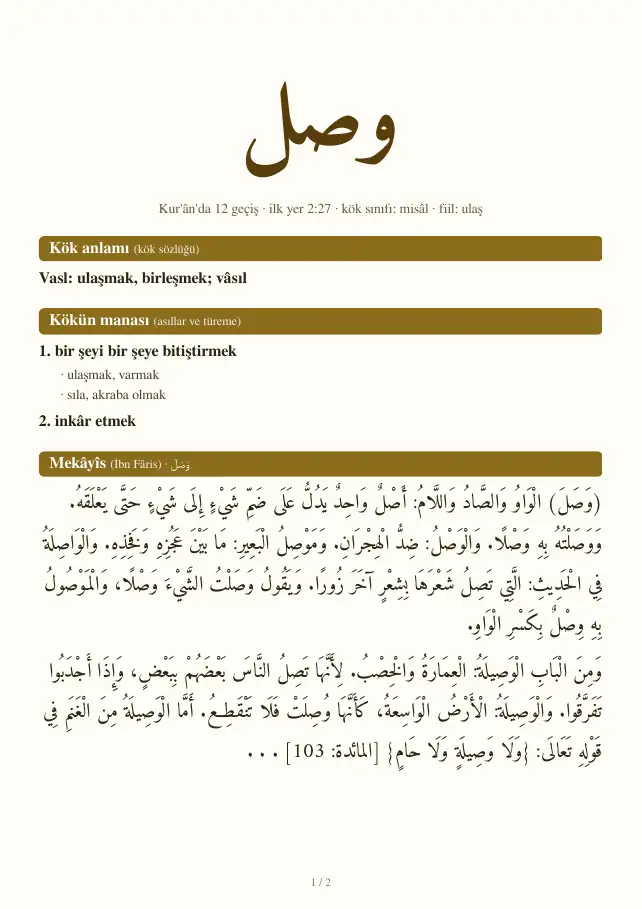 وصل
Kur'ân'da 12 geçiş · ilk yer 2:27 · kök sınıfı: misâl · fiil: ulaş
Kök anlamı (kök sözlüğü)
Vasl: ulaşmak, birleşmek; vâsıl
Kökün manası (asıllar ve türeme)
1. bir şeyi bir şeye bitiştirmek
· ulaşmak, varmak
· sıla, akraba olmak
2. inkâr etmek
Mekâyîs (İbn Fâris) · وَصَلَ
(وَصَلَ) الْوَاوُ وَالصَّادُ وَاللَّامُ: أَصْلٌ وَاحِدٌ يَدُلُّ عَلَى ضَمِّ شَيْءٍ إِلَى شَيْءٍ حَتَّى يَعْلَقَهُ.
وَوَصَلْتُهُ بِهِ وَصْلًا. وَالْوَصْلُ: ضِدُّ الْهِجْرَانِ. وَمَوْصِلُ الْبَعِيرِ: مَا بَيْنَ عَجُزِهِ وَفَخِذِهِ. وَالْوَاصِلَةُ
فِي الْحَدِيثِ: الَّتِي تَصِلُ شَعْرَهَا بِشِعْرٍ آخَرَ زُورًا. وَيَقُولُ وَصَلْتُ الشَّيْءَ وَصْلًا، وَالْمَوْصُولُ
بِهِ وِصْلٌ بِكَسْرِ الْوَاوِ.
وَمِنَ الْبَابِ الْوَصِيلَةُ: الْعِمَارَةُ وَالْخِصْبُ. لِأَنَّهَا تَصِلُ النَّاسَ بَعْضَهُمْ بِبَعْضٍ، وَإِذَا أَجْدَبُوا
تَفَرَّقُوا. وَالْوَصِيلَةُ: الْأَرْضُ الْوَاسِعَةُ، كَأَنَّهَا وُصِلَتْ فَلَا تَنْقَطِعُ. أَمَّا الْوَصِيلَةُ مِنَ الْغَنَمِ فِي
قَوْلِهِ تَعَالَى: {وَلَا وَصِيلَةٍ وَلَا حَامٍ} [المائدة: 103] . . .
1 / 2